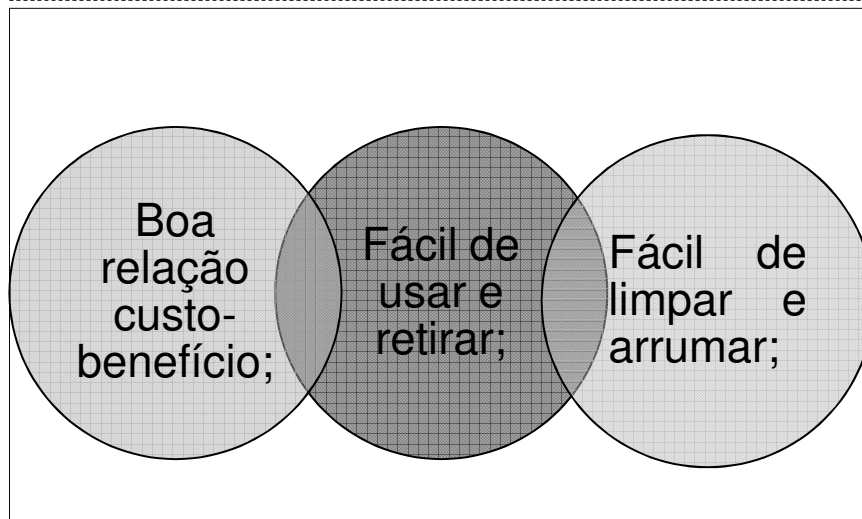 Boa
relação
custo-
benefício;
Fácil de
usar e
retirar;
Fácil de
limpar e
arrumar;